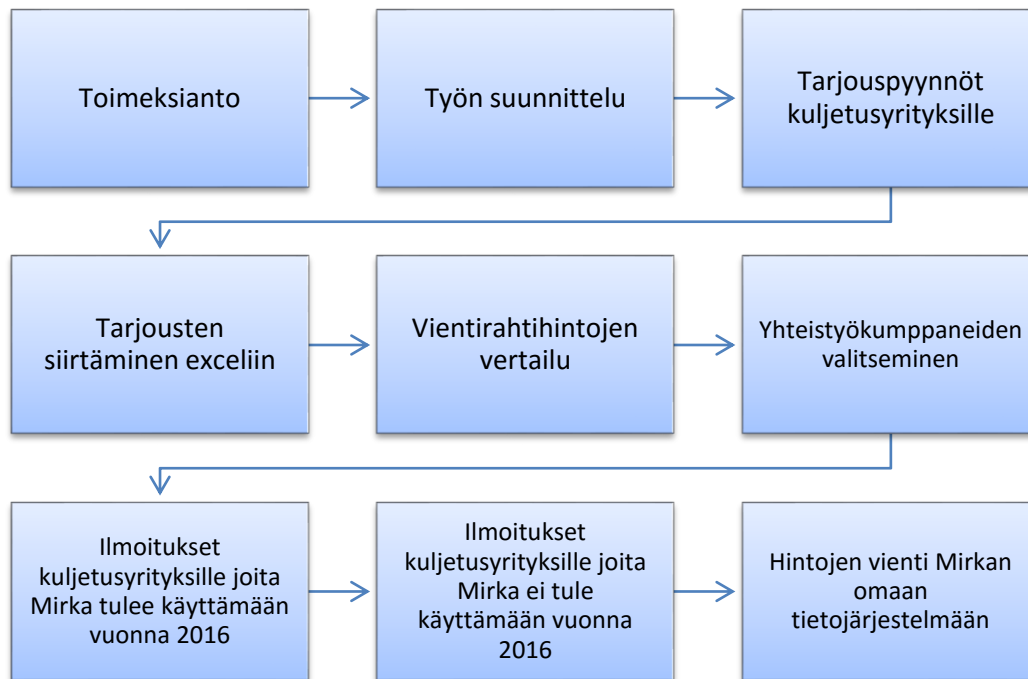 Toimeksianto
Työn suunnittelu
Tarjouspyynnöt
kuljetusyrityksille
Tarjousten
siirtäminen exceliin
Vientirahtihintojen
vertailu
Yhteistyökumppaneiden
valitseminen
Ilmoitukset
kuljetusyrityksille joita
Mirka tulee käyttämään
vuonna 2016
Ilmoitukset
kuljetusyrityksille joita
Mirka ei tule
käyttämään vuonna
2016
Hintojen vienti Mirkan
omaan
tietojärjestelmään